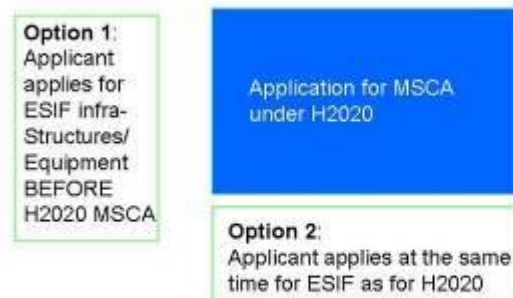 Option 1:
Applicant
applies for
ESIF infra-
Structures/
Equipment
BEFORE
H2020 MSCA
Application for MSCA
under H2020
Option 2:
Applicant applies at the same
time for ESIF as for H2020